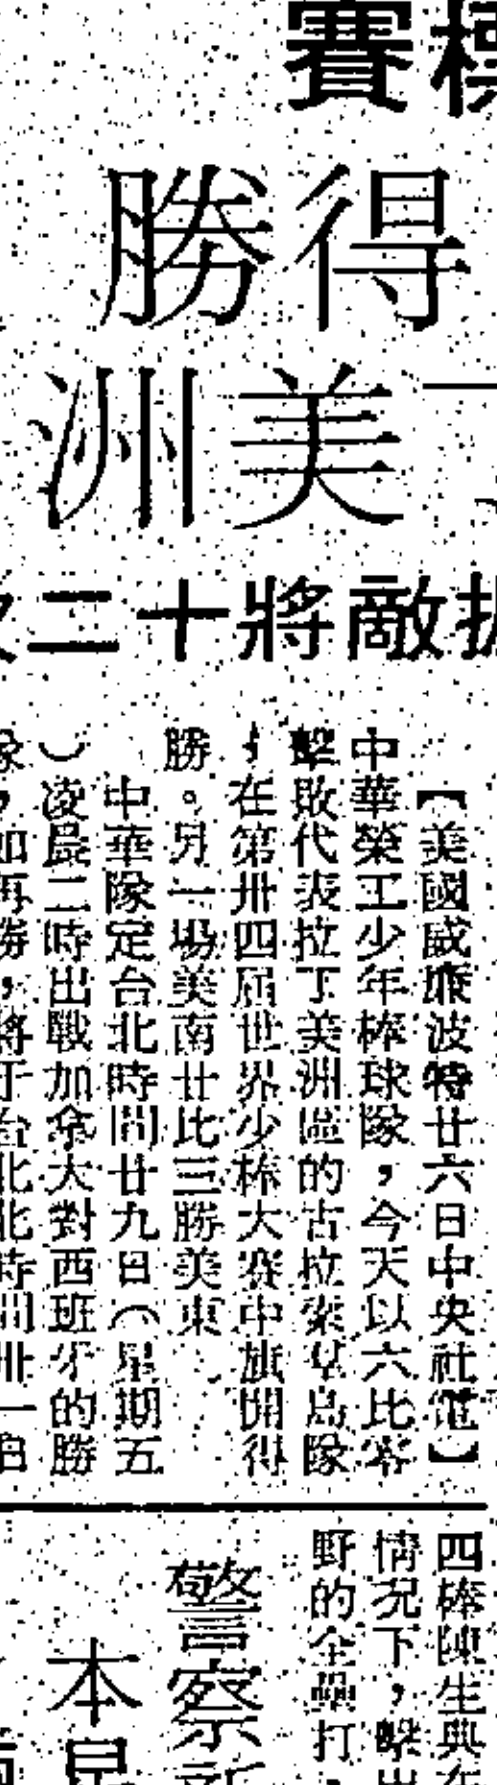 賽
得勝
美洲
敵將十二
【美國威廉波特廿六日中央社電】
中華榮工少年棒球隊，今天以六比零
擊敗代表拉丁美洲區的古拉索羣島隊
，在第卅四屆世界少棒大賽中旗開得
勝。另一場美南廿比三勝美東。
中華隊定台北時間廿九日（星期五
）凌晨二時出戰加拿大對西班牙的勝
隊，如再勝，將于台北時間卅一日
四棒陳生典在
情況下，擊出
野的全壘打，
警察
本